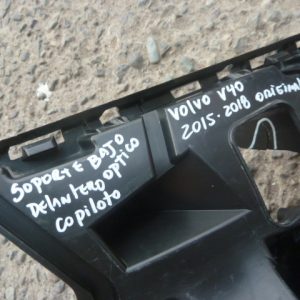 SOPORTE BAJO
DELANTERO OPTICO
COPILOTO
VOLVO V40
2015-2018 ORIGINAL